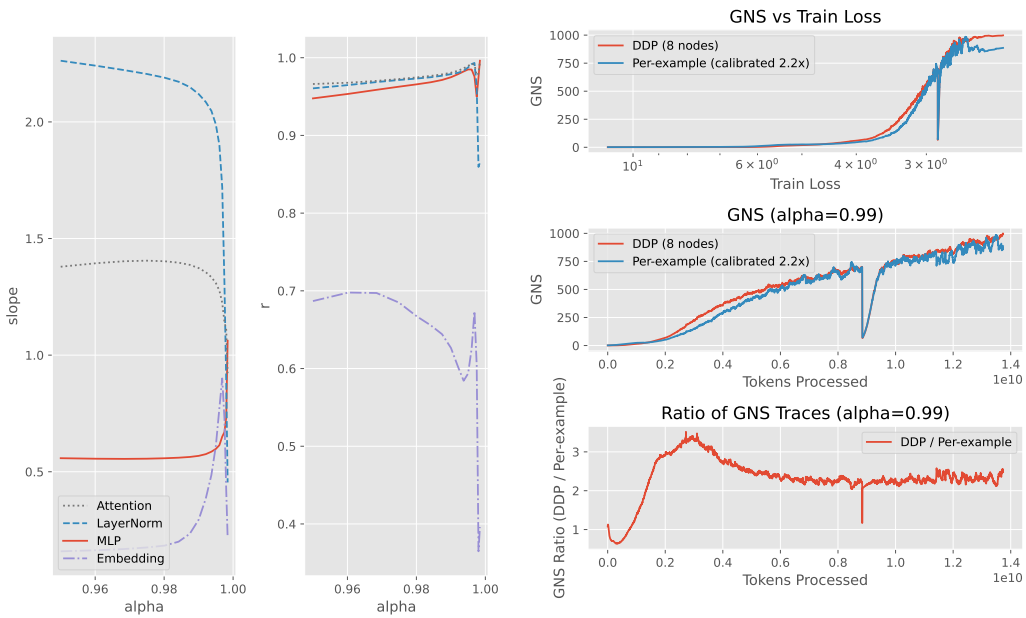 slope
2.0
1.5
1.0
0.5
Attention
LayerNorm
MLP
Embedding
0.96
0.98
1.00
alpha
r
1.0
0.9
0.8
0.7
0.6
0.5
0.4
0.96
0.98
1.00
alpha
GNS vs Train Loss
GNS
1000
750
500
250
0
DDP (8 nodes)
Per-example (calibrated 2.2x)
10¹
6 × 10⁰
4 × 10⁰
3 × 10⁰
Train Loss
GNS (alpha=0.99)
GNS
1000
750
500
250
0
DDP (8 nodes)
Per-example (calibrated 2.2x)
0.0
0.2
0.4
0.6
0.8
1.0
1.2
1.4
1e10
Tokens Processed
Ratio of GNS Traces (alpha=0.99)
GNS Ratio (DDP / Per-example)
3
2
1
DDP / Per-example
0.0
0.2
0.4
0.6
0.8
1.0
1.2
1.4
1e10
Tokens Processed